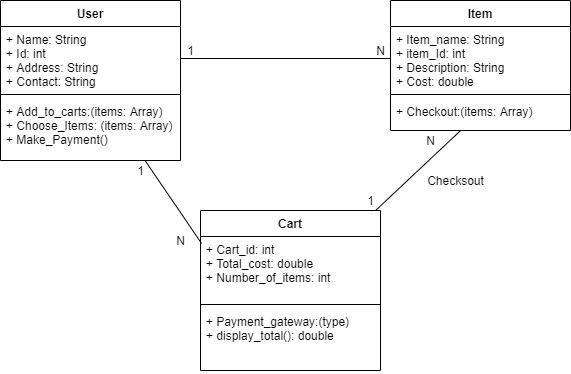 User
+ Name: String
+ Id: int
+ Address: String
+ Contact: String
+ Add_to_carts:(items: Array)
+ Choose_Items: (items: Array)
+ Make_Payment()
1
N
Item
+ Item_name: String
+ item_Id: int
+ Description: String
+ Cost: double
+ Checkout:(items: Array)
1
N
N
Checksout
1
Cart
+ Cart_id: int
+ Total_cost: double
+ Number_of_items: int
+ Payment_gateway:(type)
+ display_total(): double